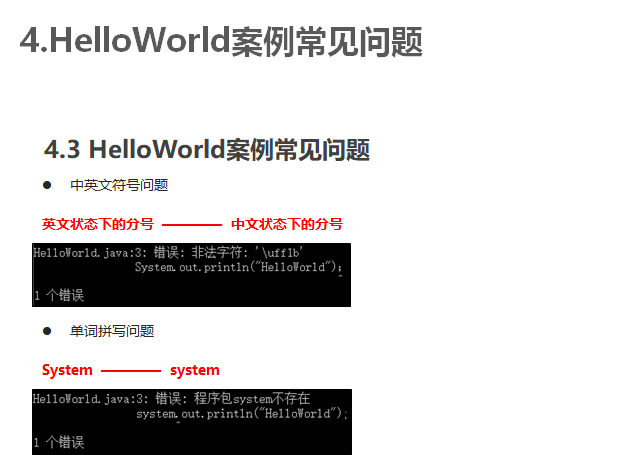 4.HelloWorld案例常见问题
4.3 HelloWorld案例常见问题
● 中英文符号问题
英文状态下的分号 ———— 中文状态下的分号
HelloWorld.java:3: 错误: 非法字符: '\uff1b'
System.out.println("HelloWorld")；
^
1 个错误
● 单词拼写问题
System ———— system
HelloWorld.java:3: 错误: 程序包system不存在
system.out.println("HelloWorld");
^
1 个错误